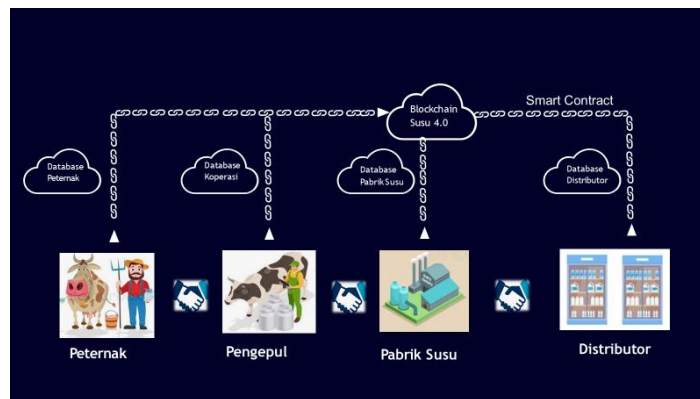 Blockchain
Susu 4.0
Smart Contract
Database
Peternak
Database
Koperasi
Database
Pabrik Susu
Database
Distributor
Peternak
Pengepul
Pabrik Susu
Distributor